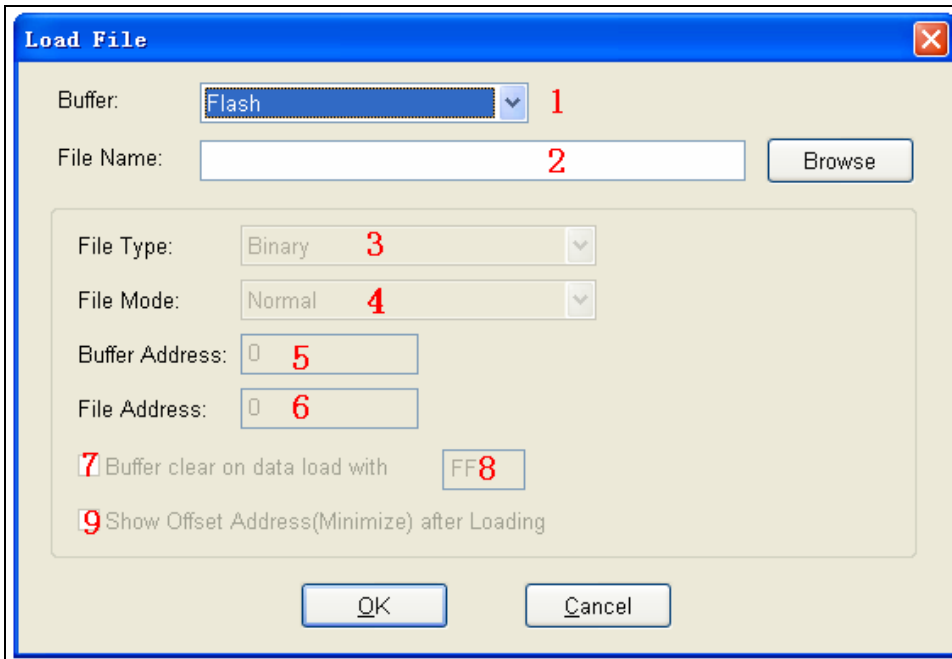 Load File
Buffer: Flash 1
File Name: 2 Browse
File Type: Binary 3
File Mode: Normal 4
Buffer Address: 0 5
File Address: 0 6
7 Buffer clear on data load with FF 8
9 Show Offset Address(Minimize) after Loading
OK Cancel